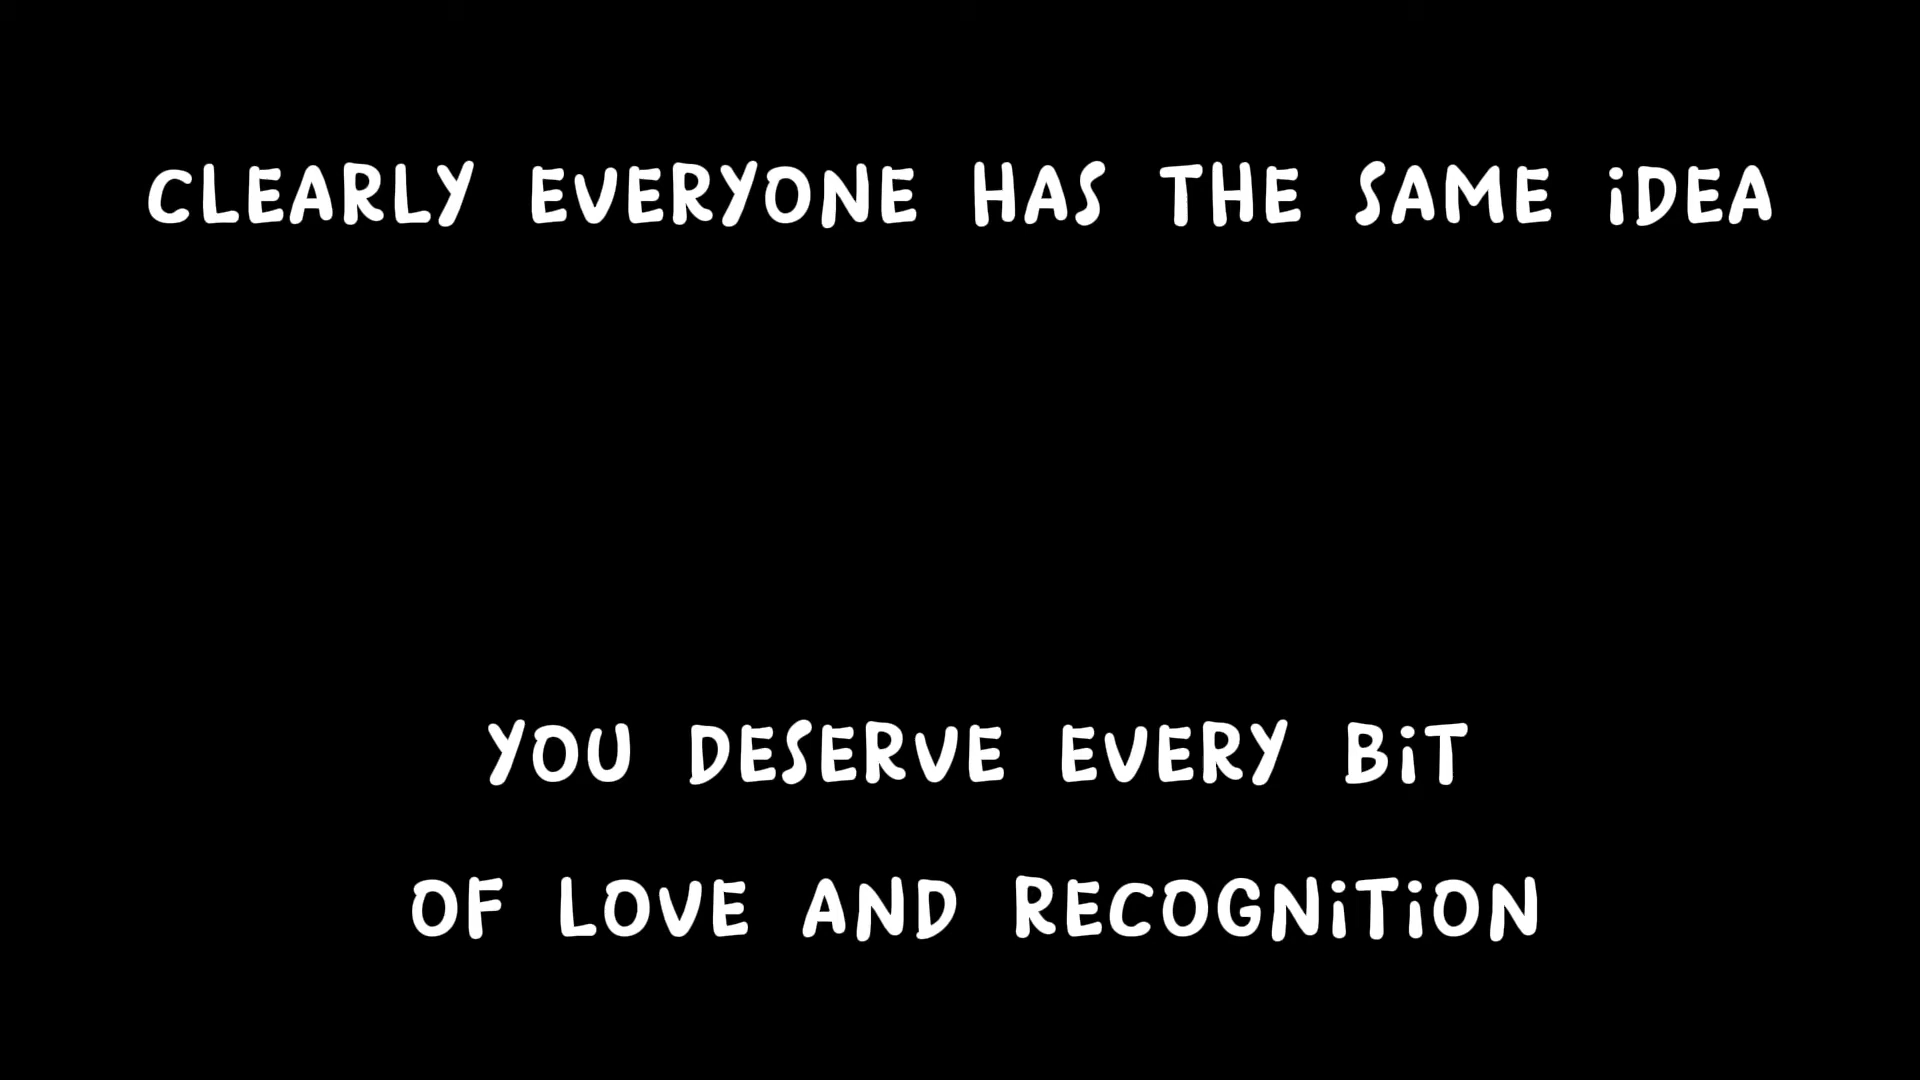 CLEARLY EVERYONE HAS THE SAME iDEA
YOU DESERVE EVERY BiT
OF LOVE AND RECOGNiTiON